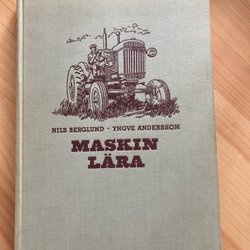 NILS BERGLUND · YNGVE ANDERSSON
MASKIN
LÄRA